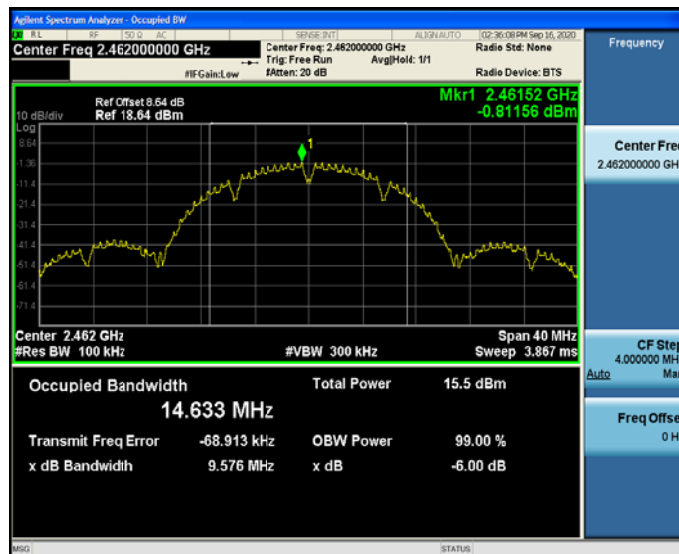 Agilent Spectrum Analyzer - Occupied BW
RL RF 50 Ω AC SENSE:INT ALIGN AUTO 02:36:08 PM Sep 16, 2020
Center Freq 2.462000000 GHz
Center Freq: 2.462000000 GHz
Radio Std: None
Trig: Free Run Avg|Hold: 1/1
#IFGain:Low
#Atten: 20 dB
Radio Device: BTS
Frequency
Mkr1 2.46152 GHz
-0.81156 dBm
Ref Offset 8.64 dB
10 dB/div Ref 18.64 dBm
Log
8.64
-1.36
-11.4
-21.4
-31.4
-41.4
-51.4
-61.4
-71.4
1
Center 2.462 GHz
Span 40 MHz
#Res BW 100 kHz
#VBW 300 kHz
Sweep 3.867 ms
Occupied Bandwidth
14.633 MHz
Total Power 15.5 dBm
Transmit Freq Error -68.913 kHz
OBW Power 99.00 %
x dB Bandwidth 9.576 MHz
x dB -6.00 dB
Center Fre
2.462000000 GH
CF Step
4.000000 MH
Auto Ma
Freq Offse
0 H
MSG
STATUS